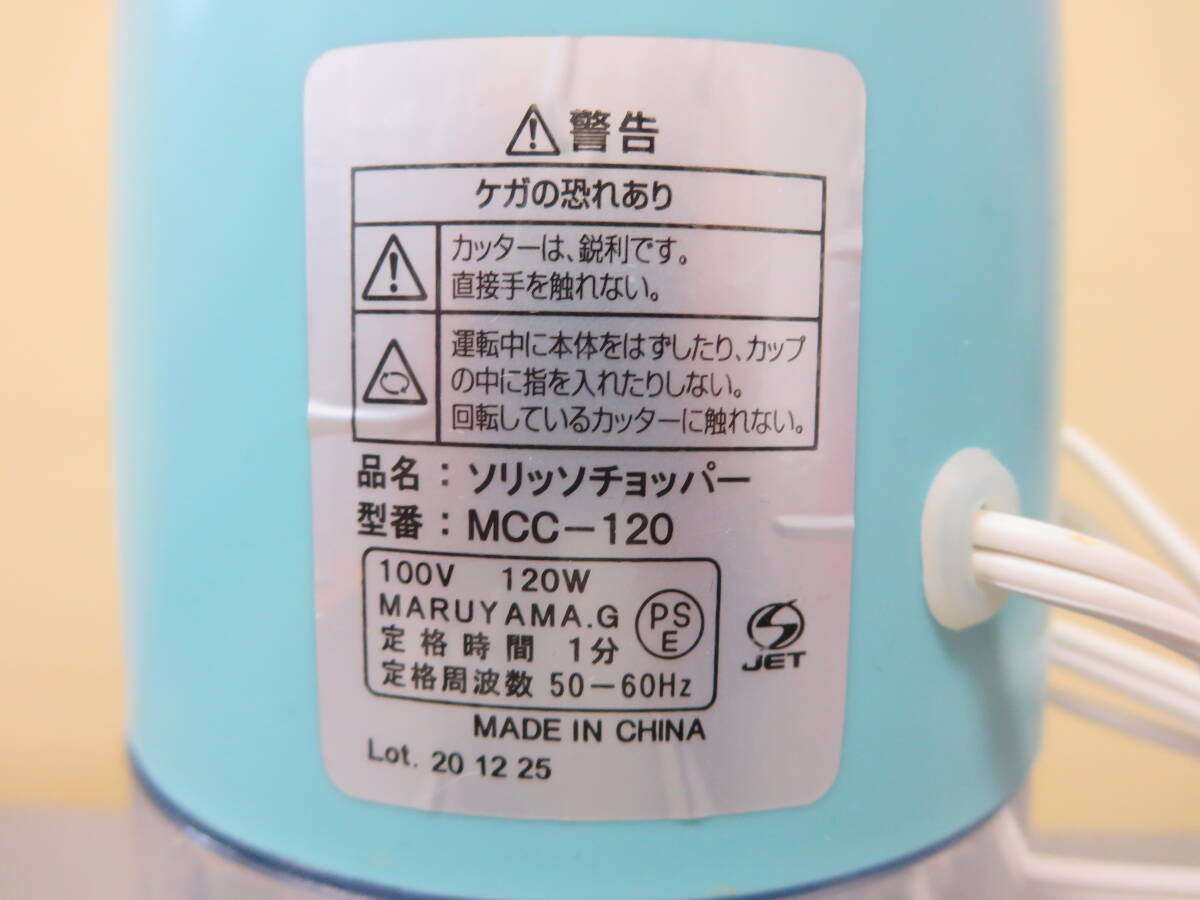 警告
ケガの恐れあり
カッターは、鋭利です。
直接手を触れない。
運転中に本体をはずしたり、カップ
の中に指を入れたりしない。
回転しているカッターに触れない。
品名：ソリッソチョッパー
型番：MCC-120
100V 120W
MARUYAMA.G
PS
E
定格時間 1分
定格周波数 50-60Hz
JET
MADE IN CHINA
Lot. 20 12 25